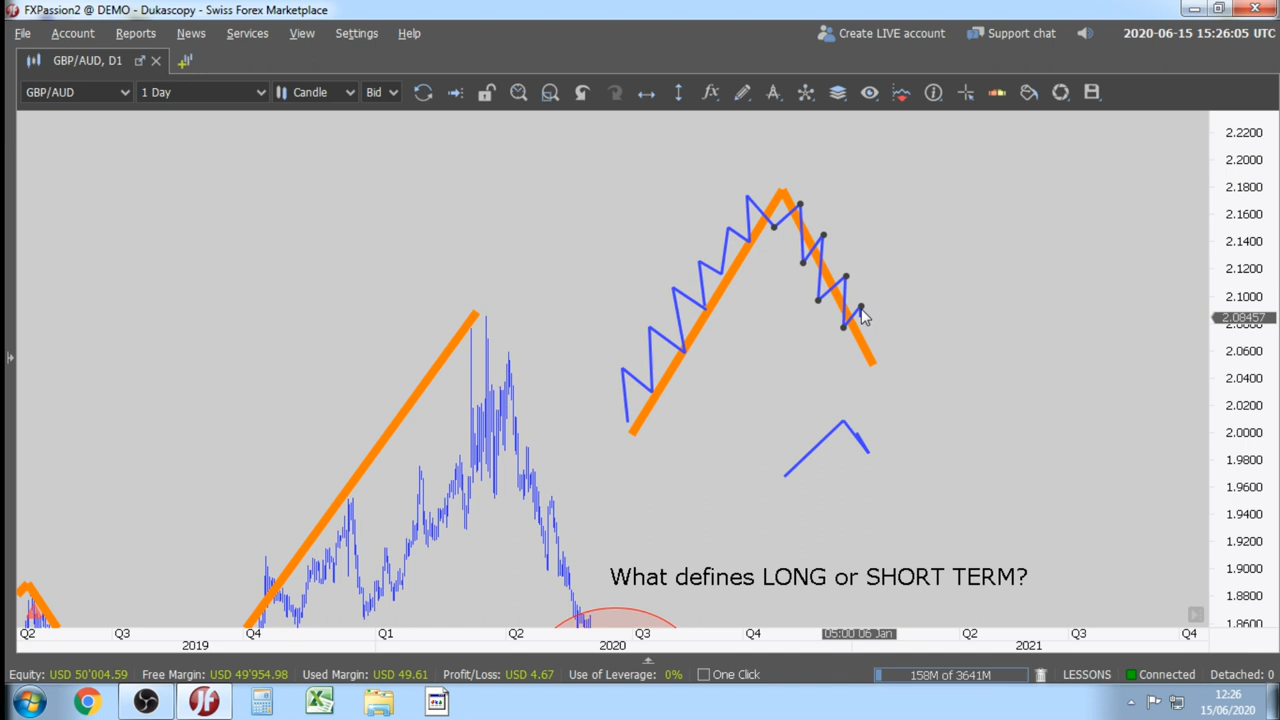 FXPassion2 @ DEMO - Dukascopy - Swiss Forex Marketplace
File Account Reports News Services View Settings Help
Create LIVE account Support chat 2020-06-15 15:26:05 UTC
GBP/AUD, D1
GBP/AUD 1 Day Candle Bid
2.2200
2.2000
2.1800
2.1600
2.1400
2.1200
2.1000
2.08457
2.0600
2.0400
2.0200
2.0000
1.9800
1.9600
1.9400
1.9200
1.9000
1.8800
1.8600
What defines LONG or SHORT TERM?
Q2 Q3 Q4 Q1 Q2 Q3 Q4 05:00 06 Jan Q2 Q3 Q4
2019 2020 2021
Equity: USD 50'004.59 Free Margin: USD 49'954.98 Used Margin: USD 49.61 Profit/Loss: USD 4.67 Use of Leverage: 0% One Click 158M of 3641M LESSONS Connected Detached: 0
12:26
15/06/2020